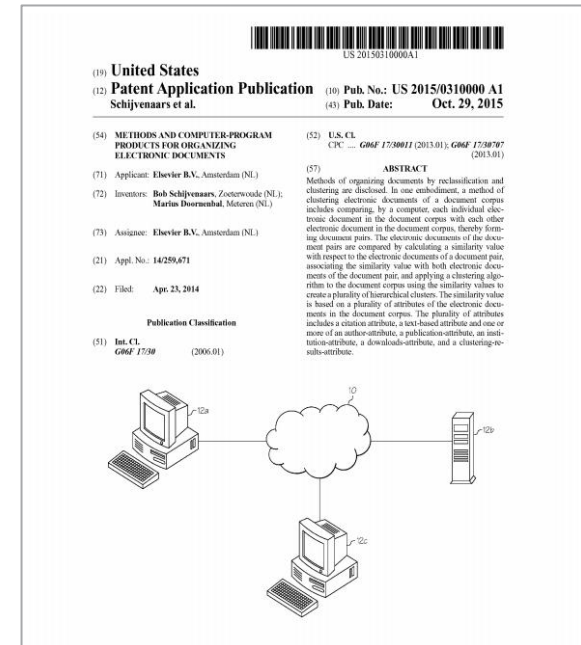 US 20150310000A1
(19) United States
(12) Patent Application Publication
Schijvenaars et al.
(10) Pub. No.: US 2015/0310000 A1
(43) Pub. Date: Oct. 29, 2015
(54) METHODS AND COMPUTER-PROGRAM
PRODUCTS FOR ORGANIZING
ELECTRONIC DOCUMENTS
(71) Applicant: Elsevier B.V., Amsterdam (NL)
(72) Inventors: Bob Schijvenaars, Zoeterwoude (NL);
Marius Doornenbal, Meteren (NL)
(73) Assignee: Elsevier B.V., Amsterdam (NL)
(21) Appl. No.: 14/259,671
(22) Filed: Apr. 23, 2014
Publication Classification
(51) Int. Cl.
G06F 17/30 (2006.01)
(52) U.S. Cl.
CPC .... G06F 17/30011 (2013.01); G06F 17/30707
(2013.01)
(57) ABSTRACT
Methods of organizing documents by reclassification and
clustering are disclosed. In one embodiment, a method of
clustering electronic documents of a document corpus
includes comparing, by a computer, each individual elec-
tronic document in the document corpus with each other
electronic document in the document corpus, thereby form-
ing document pairs. The electronic documents of the docu-
ment pairs are compared by calculating a similarity value
with respect to the electronic documents of a document pair,
associating the similarity value with both electronic docu-
ments of the document pair, and applying a clustering algo-
rithm to the document corpus using the similarity values to
create a plurality of hierarchical clusters. The similarity value
is based on a plurality of attributes of the electronic docu-
ments in the document corpus. The plurality of attributes
includes a citation attribute, a text-based attribute and one or
more of an author-attribute, a publication-attribute, an insti-
tution-attribute, a downloads-attribute, and a clustering-re-
sults-attribute.
10
12a
12b
12c